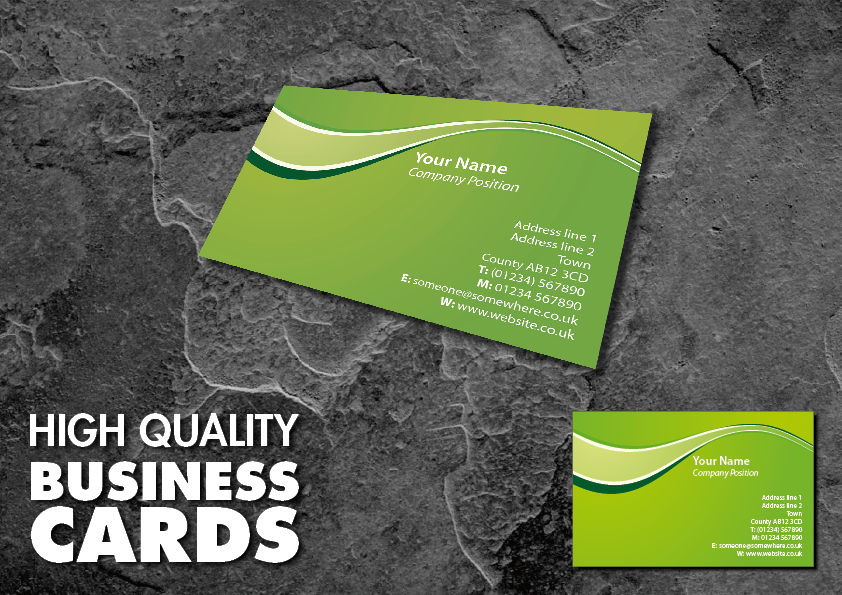 Your Name
Company Position
Address line 1
Address line 2
Town
County AB12 3CD
T: (01234) 567890
M: 01234 567890
E: someone@somewhere.co.uk
W: www.website.co.uk
HIGH QUALITY
BUSINESS
CARDS
Your Name
Company Position
Address line 1
Address line 2
Town
County AB12 3CD
T: (01234) 567890
M: 01234 567890
E: someone@somewhere.co.uk
W: www.website.co.uk